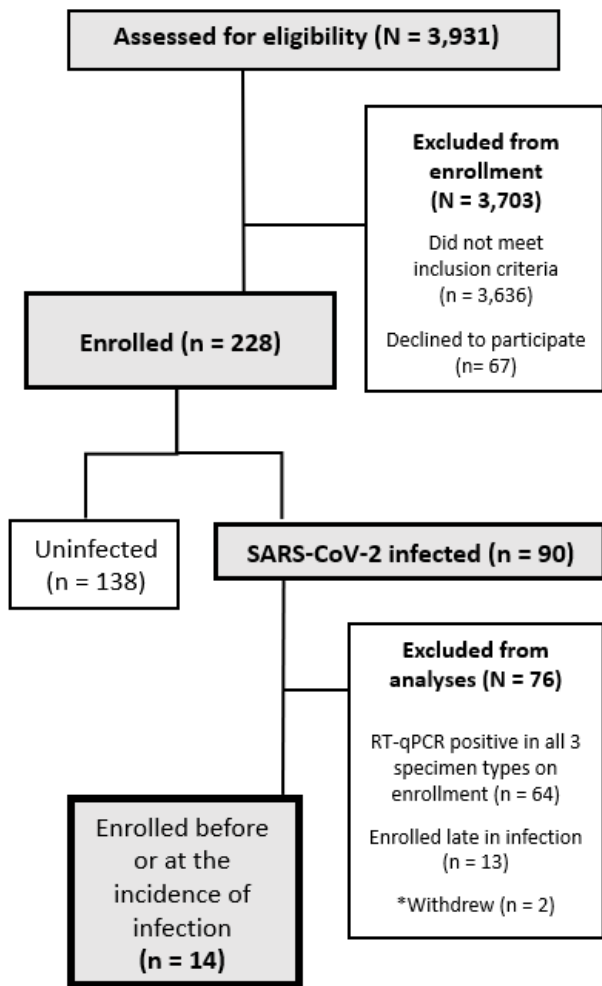 Assessed for eligibility (N = 3,931)
Excluded from
enrollment
(N = 3,703)
Did not meet
inclusion criteria
(n = 3,636)
Declined to participate
(n= 67)
Enrolled (n = 228)
Uninfected
(n = 138)
SARS-CoV-2 infected (n = 90)
Excluded from
analyses (N = 76)
RT-qPCR positive in all 3
specimen types on
enrollment (n = 64)
Enrolled late in infection
(n = 13)
*Withdrew (n = 2)
Enrolled before
or at the
incidence of
infection
(n = 14)